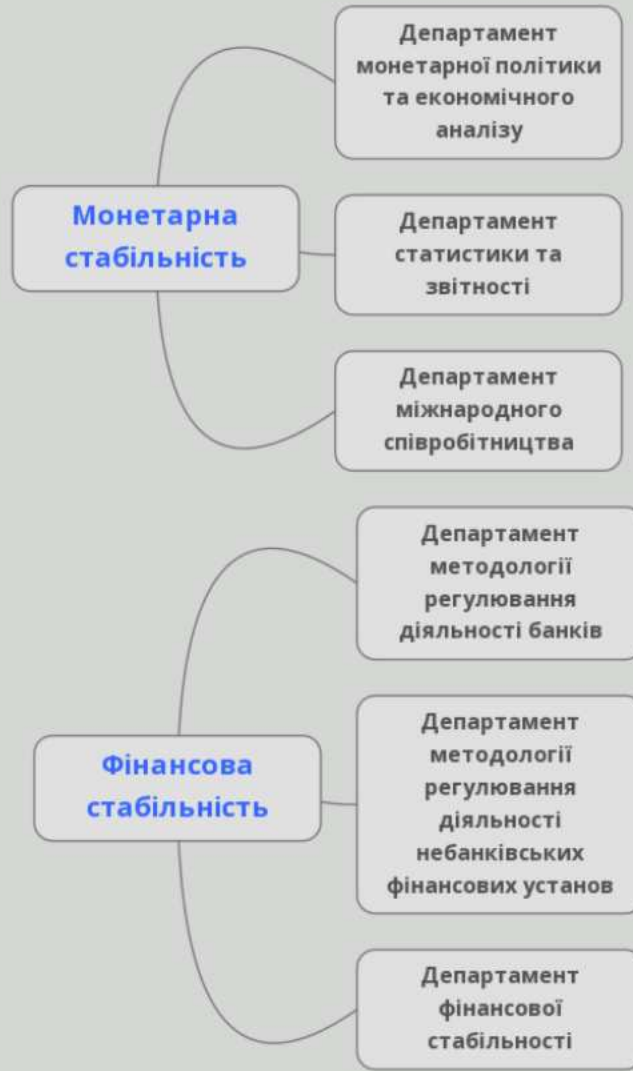 Департамент
монетарної політики
та економічного
аналізу
Монетарна
стабільність
Департамент
статистики та
звітності
Департамент
міжнародного
співробітництва
Департамент
методології
регулювання
діяльності банків
Фінансова
стабільність
Департамент
методології
регулювання
діяльності
небанківських
фінансових установ
Департамент
фінансової
стабільності